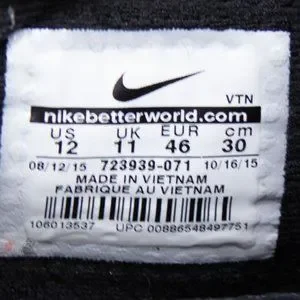 VTN
nikebetterworld.com
US UK EUR cm
12 11 46 30
08/12/15 723939-071 10/16/15
MADE IN VIETNAM
FABRIQUE AU VIETNAM
106013537 UPC 00886548497751